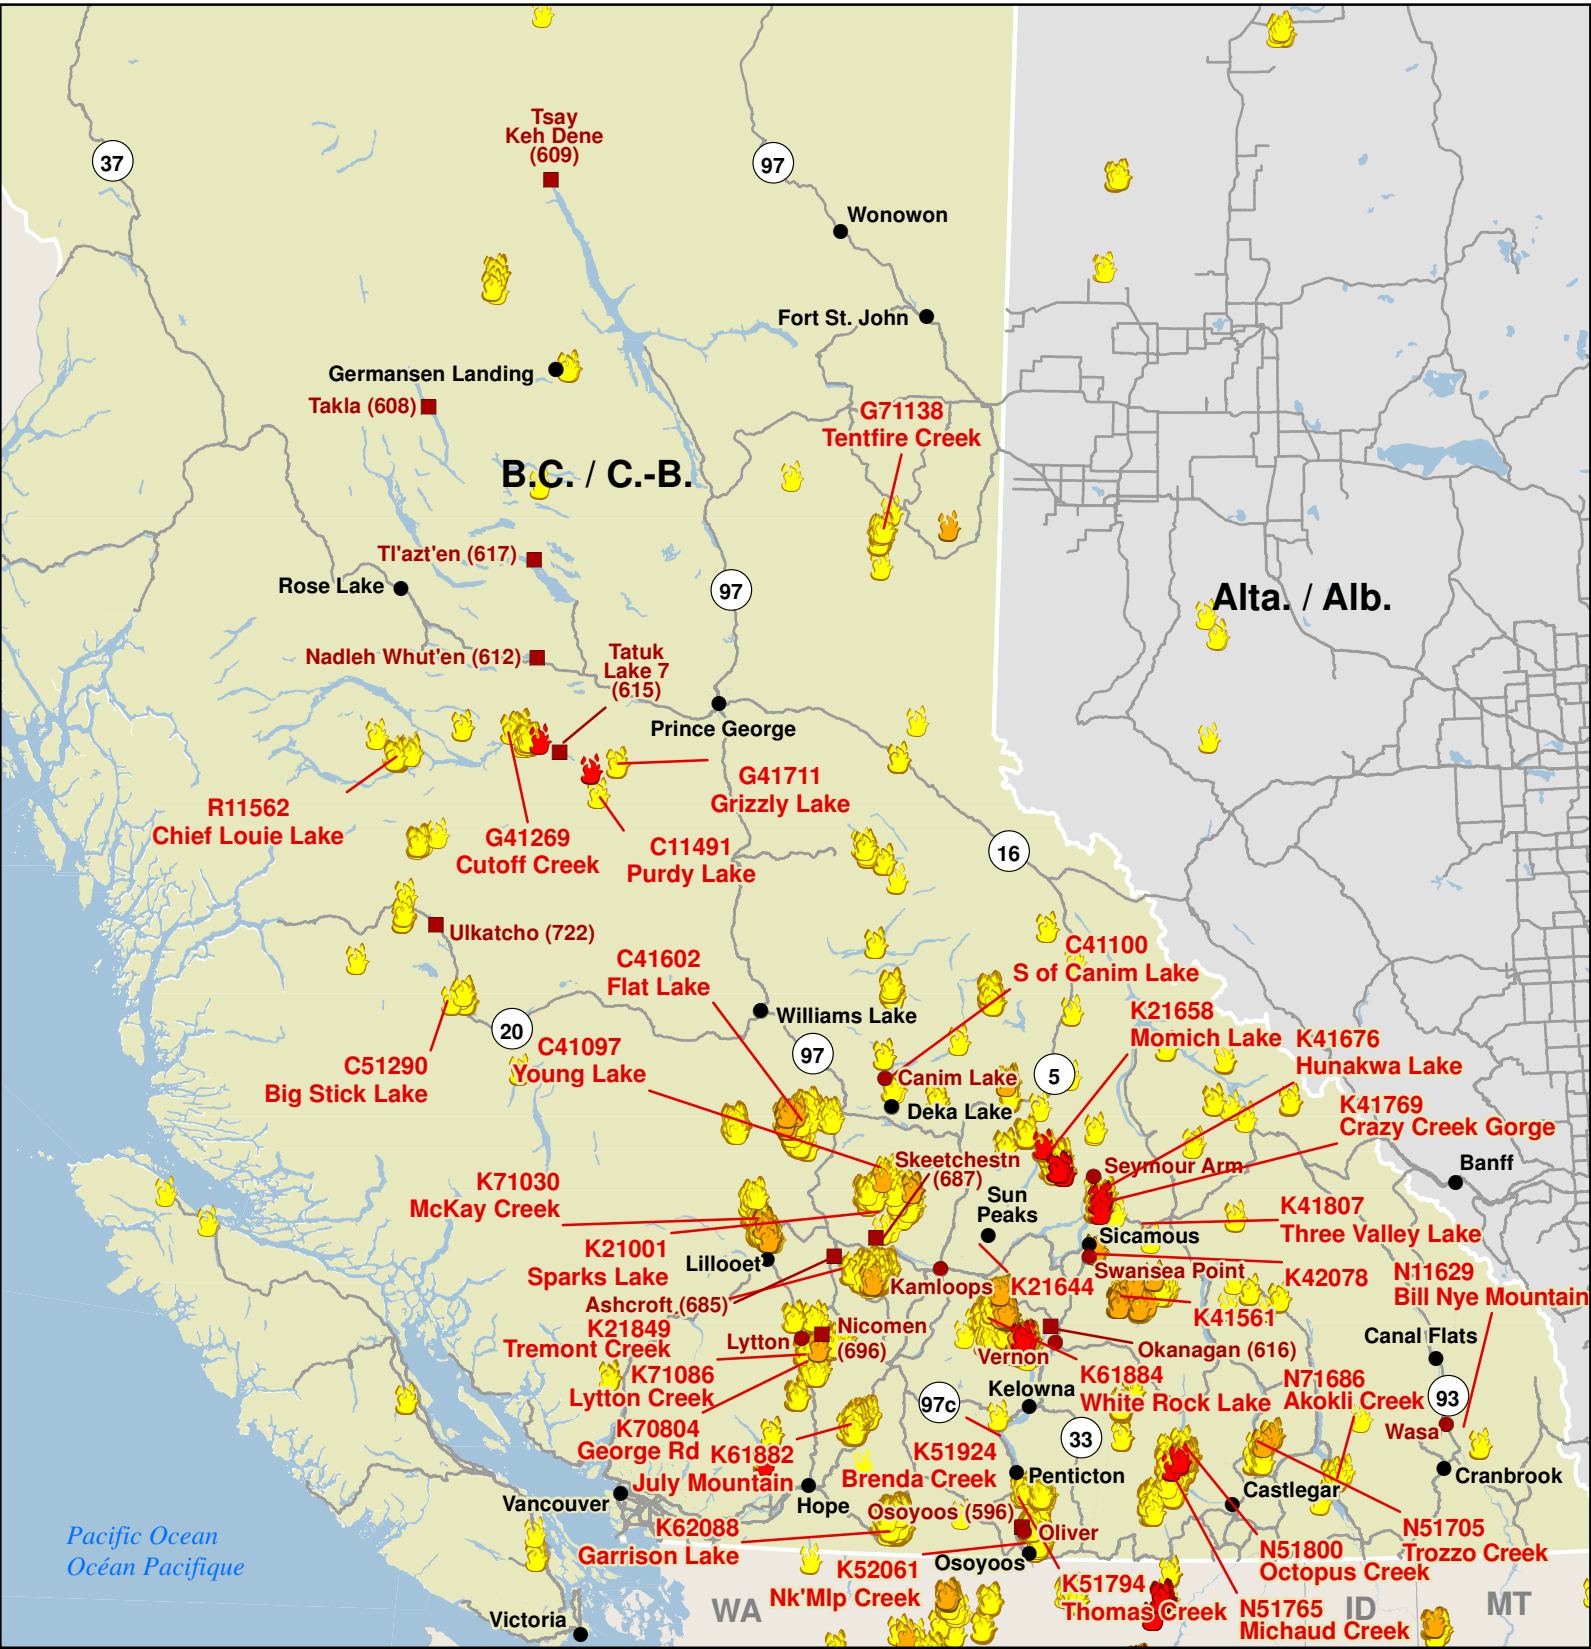 Tsay
Keh Dene
(609)
37
97
Wonowon
Fort St. John
Germansen Landing
Takla (608)
G71138
Tentfire Creek
B.C. / C.-B.
Tl'azt'en (617)
Rose Lake
97
Alta. / Alb.
Nadleh Whut'en (612)
Tatuk
Lake 7
(615)
Prince George
R11562
Chief Louie Lake
G41269
Cutoff Creek
G41711
Grizzly Lake
C11491
Purdy Lake
16
Ulkatcho (722)
C41602
Flat Lake
C41100
S of Canim Lake
Williams Lake
20
97
C51290
Big Stick Lake
C41097
Young Lake
K21658
Momich Lake
K41676
Hunakwa Lake
5
Canim Lake
Deka Lake
K41769
Crazy Creek Gorge
Banff
Skeetchestn
(687)
Seymour Arm
K71030
McKay Creek
Sun
Peaks
K41807
Three Valley Lake
K21001
Sparks Lake
Lillooet
Sicamous
Swansea Point
K42078
Kamloops
K21644
N11629
Bill Nye Mountain
Ashcroft (685)
K41561
K21849
Tremont Creek
Lytton
Nicomen
(696)
Vernon
Okanagan (616)
Canal Flats
K71086
Lytton Creek
Kelowna
K61884
White Rock Lake
N71686
Akokli Creek
93
97c
33
Wasa
K70804
George Rd
K61882
July Mountain
K51924
Brenda Creek
Penticton
Cranbrook
Castlegar
Vancouver
Hope
Osoyoos (596)
Oliver
K62088
Garrison Lake
Osoyoos
N51705
Trozzo Creek
Pacific Ocean
Océan Pacifique
K52061
Nk'Mlp Creek
N51800
Octopus Creek
K51794
Thomas Creek
N51765
Michaud Creek
Victoria
WA
ID
MT